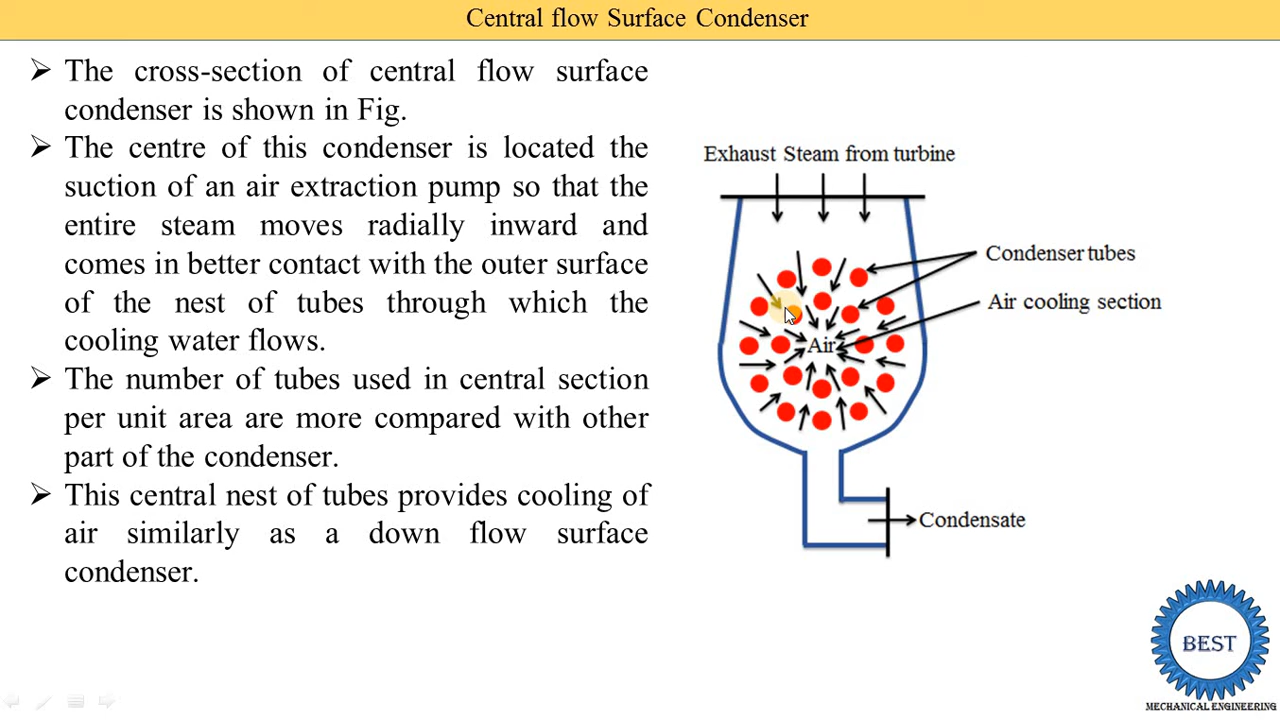 Central flow Surface Condenser
➢ The cross-section of central flow surface
condenser is shown in Fig.
➢ The centre of this condenser is located the
suction of an air extraction pump so that the
entire steam moves radially inward and
comes in better contact with the outer surface
of the nest of tubes through which the
cooling water flows.
➢ The number of tubes used in central section
per unit area are more compared with other
part of the condenser.
➢ This central nest of tubes provides cooling of
air similarly as a down flow surface
condenser.
Exhaust Steam from turbine
Condenser tubes
Air cooling section
Air
Condensate
BEST
MECHANICAL ENGINEERING